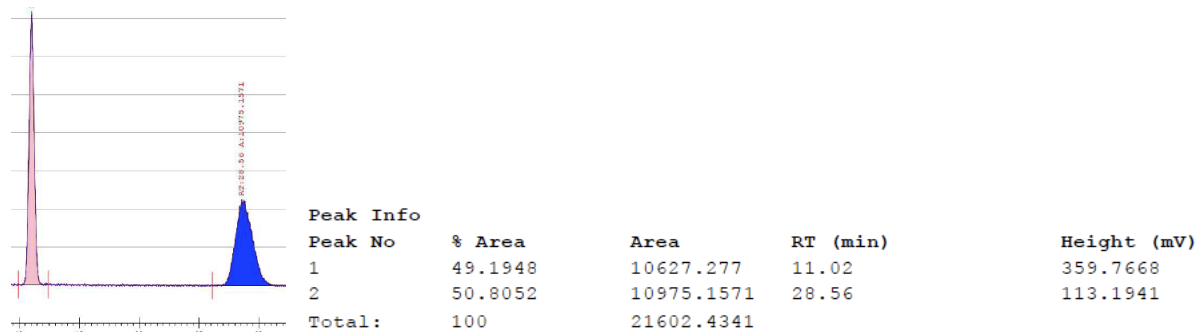 RT:28.56 A:10975.1571
Peak Info
Peak No % Area Area RT (min) Height (mV)
1 49.1948 10627.277 11.02 359.7668
2 50.8052 10975.1571 28.56 113.1941
Total: 100 21602.4341